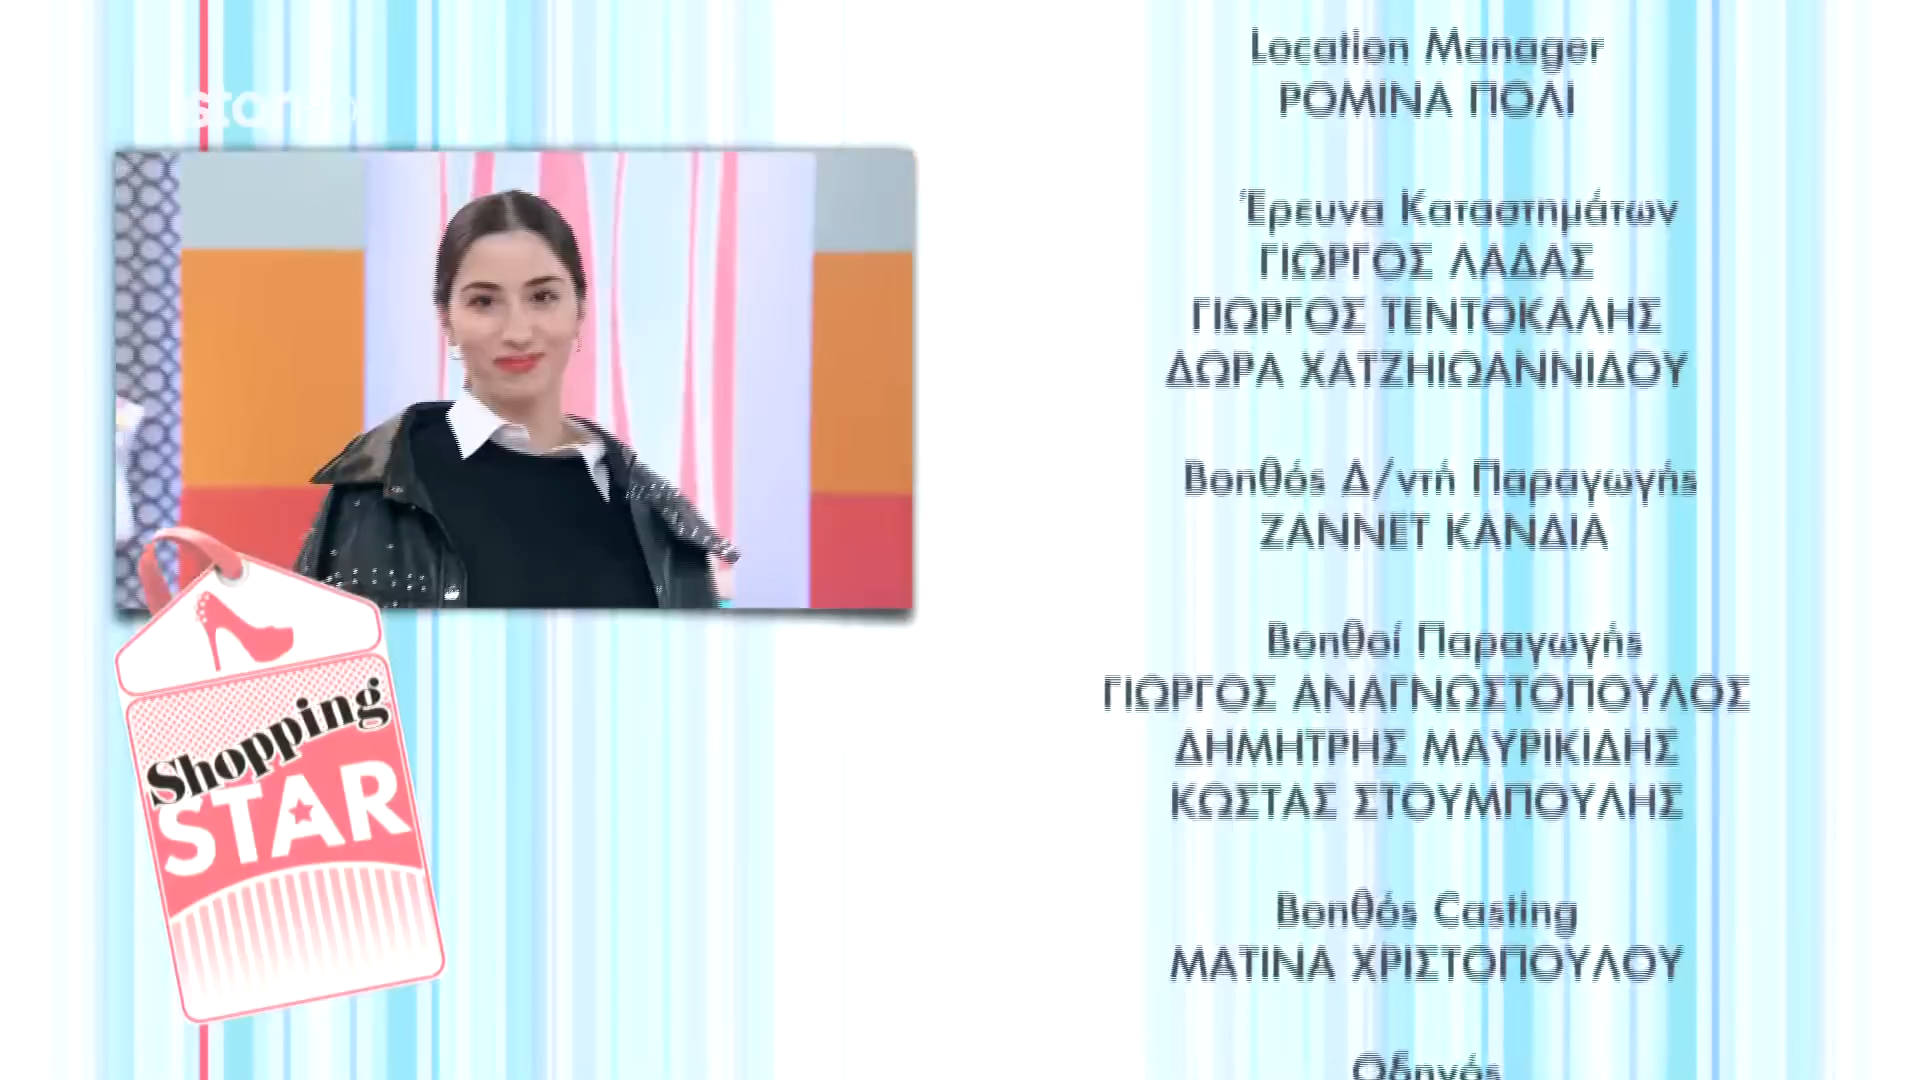 Location Manager
ΡΟΜΙΝΑ ΠΟΛΙ
Έρευνα Καταστημάτων
ΓΙΩΡΓΟΣ ΛΑΔΑΣ
ΓΙΩΡΓΟΣ ΤΕΝΤΟΚΑΛΗΣ
ΔΩΡΑ ΧΑΤΖΗΙΩΑΝΝΙΔΟΥ
Βοηθός Δ/ντή Παραγωγής
ΖΑΝΝΕΤ ΚΑΝΔΙΑ
Βοηθοί Παραγωγής
ΓΙΩΡΓΟΣ ΑΝΑΓΝΩΣΤΟΠΟΥΛΟΣ
ΔΗΜΗΤΡΗΣ ΜΑΥΡΙΚΙΔΗΣ
ΚΩΣΤΑΣ ΣΤΟΥΜΠΟΥΛΗΣ
Βοηθός Casting
ΜΑΤΙΝΑ ΧΡΙΣΤΟΠΟΥΛΟΥ
Οδηγός
Shopping
STAR